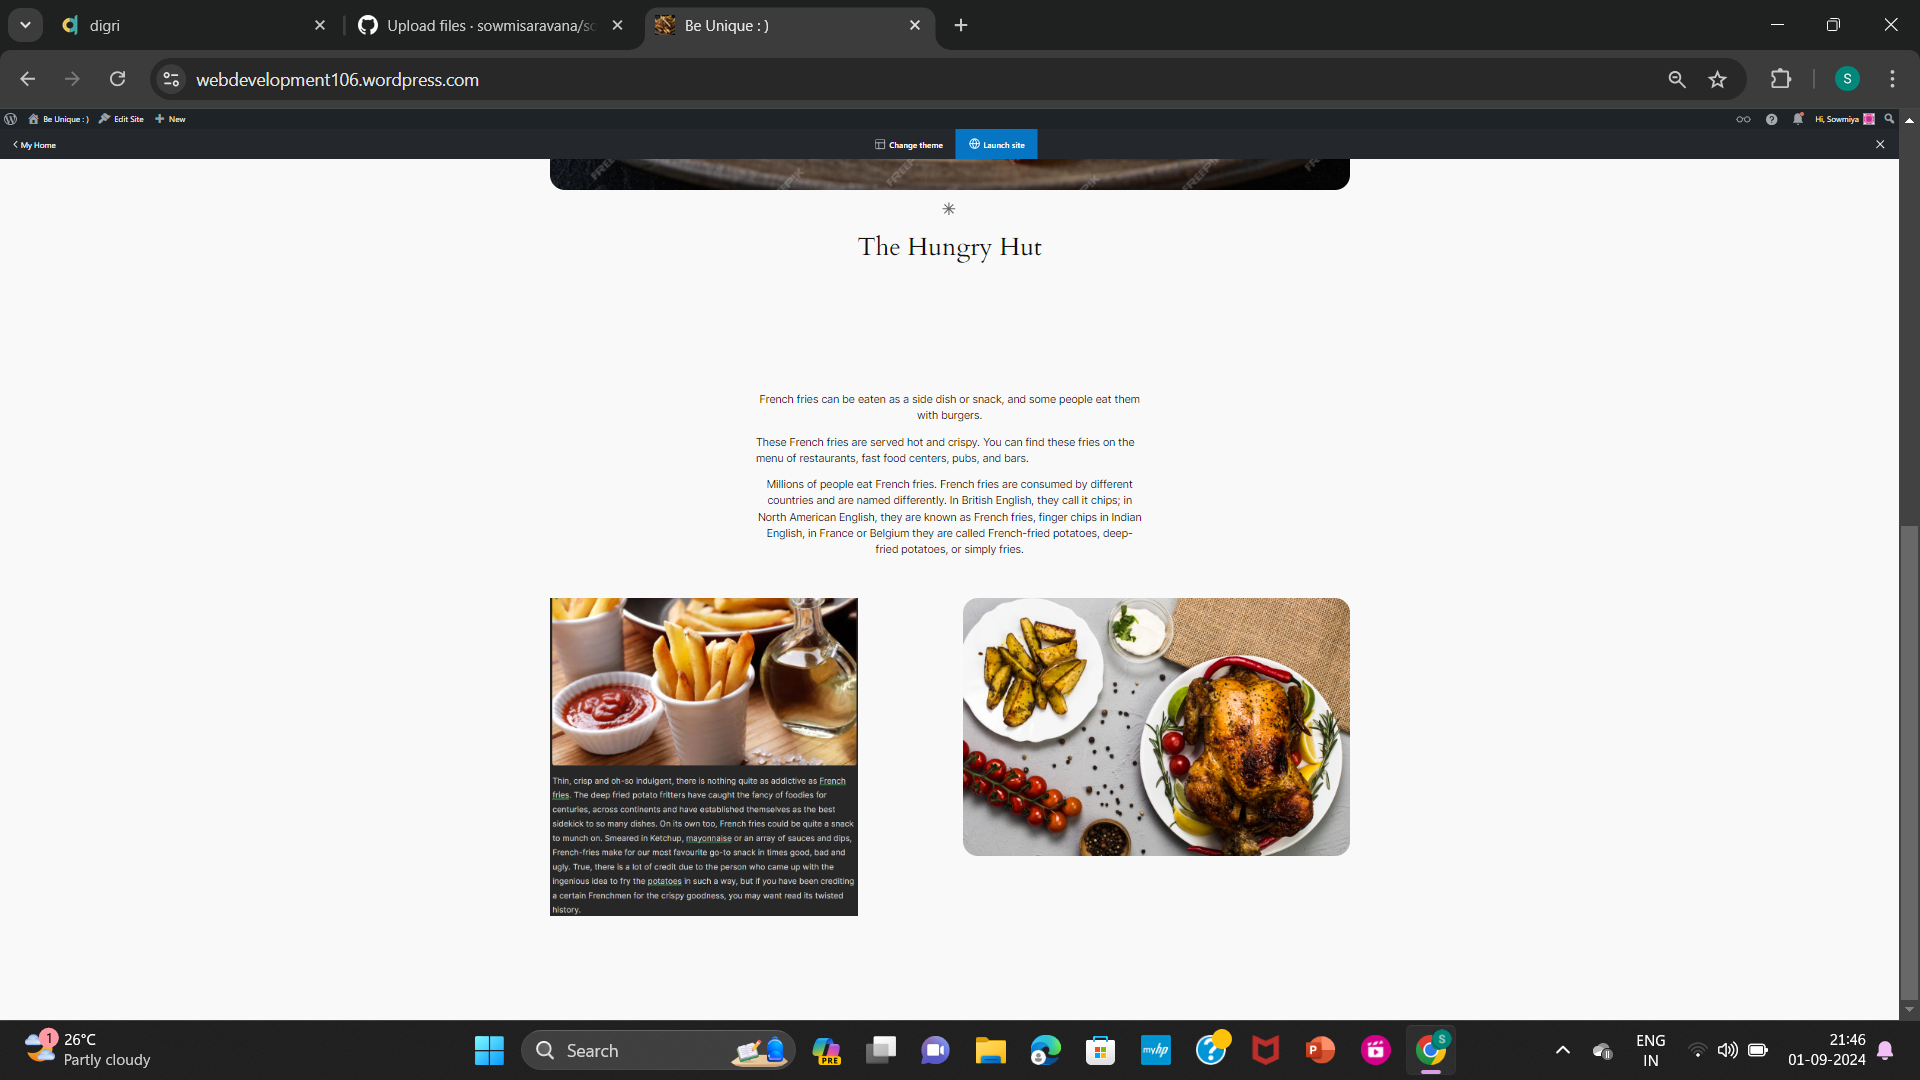 digri
Upload files · sowmisaravana/sc
Be Unique : )
webdevelopment106.wordpress.com
S
Be Unique : )
Edit Site
New
Hi, Sowmiya
My Home
Change theme
Launch site
The Hungry Hut
French fries can be eaten as a side dish or snack, and some people eat them
with burgers.
These French fries are served hot and crispy. You can find these fries on the
menu of restaurants, fast food centers, pubs, and bars.
Millions of people eat French fries. French fries are consumed by different
countries and are named differently. In British English, they call it chips; in
North American English, they are known as French fries, finger chips in Indian
English, in France or Belgium they are called French-fried potatoes, deep-
fried potatoes, or simply fries.
Thin, crisp and oh-so indulgent, there is nothing quite as addictive as French
fries. The deep fried potato fritters have caught the fancy of foodies for
centuries, across continents and have established themselves as the best
sidekick to so many dishes. On its own too, French fries could be quite a snack
to munch on. Smeared in Ketchup, mayonnaise or an array of sauces and dips,
French-fries make for our most favourite go-to snack in times good, bad and
ugly. True, there is a lot of credit due to the person who came up with the
ingenious idea to fry the potatoes in such a way, but if you have been crediting
a certain Frenchmen for the crispy goodness, you may want read its twisted
history.
1
26°C
Partly cloudy
Search
PRE
myhp
P
S
ENG
IN
21:46
01-09-2024